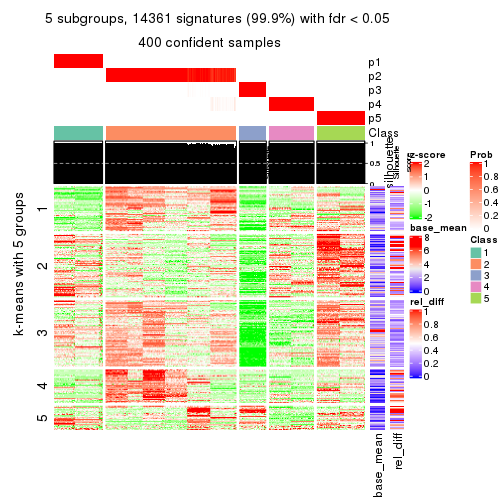 5 subgroups, 14361 signatures (99.9%) with fdr < 0.05
400 confident samples
p1
p2
p3
p4
p5
Class
1
0.5
0
silhouettes
Silhouette
score
k-means with 5 groups
1
2
3
4
5
base_mean
rel_diff
z-score
2
1
0
-1
-2
base_mean
8
6
4
2
0
rel_diff
1
0.8
0.6
0.4
0.2
0
Prob
1
0.8
0.6
0.4
0.2
0
Class
1
2
3
4
5